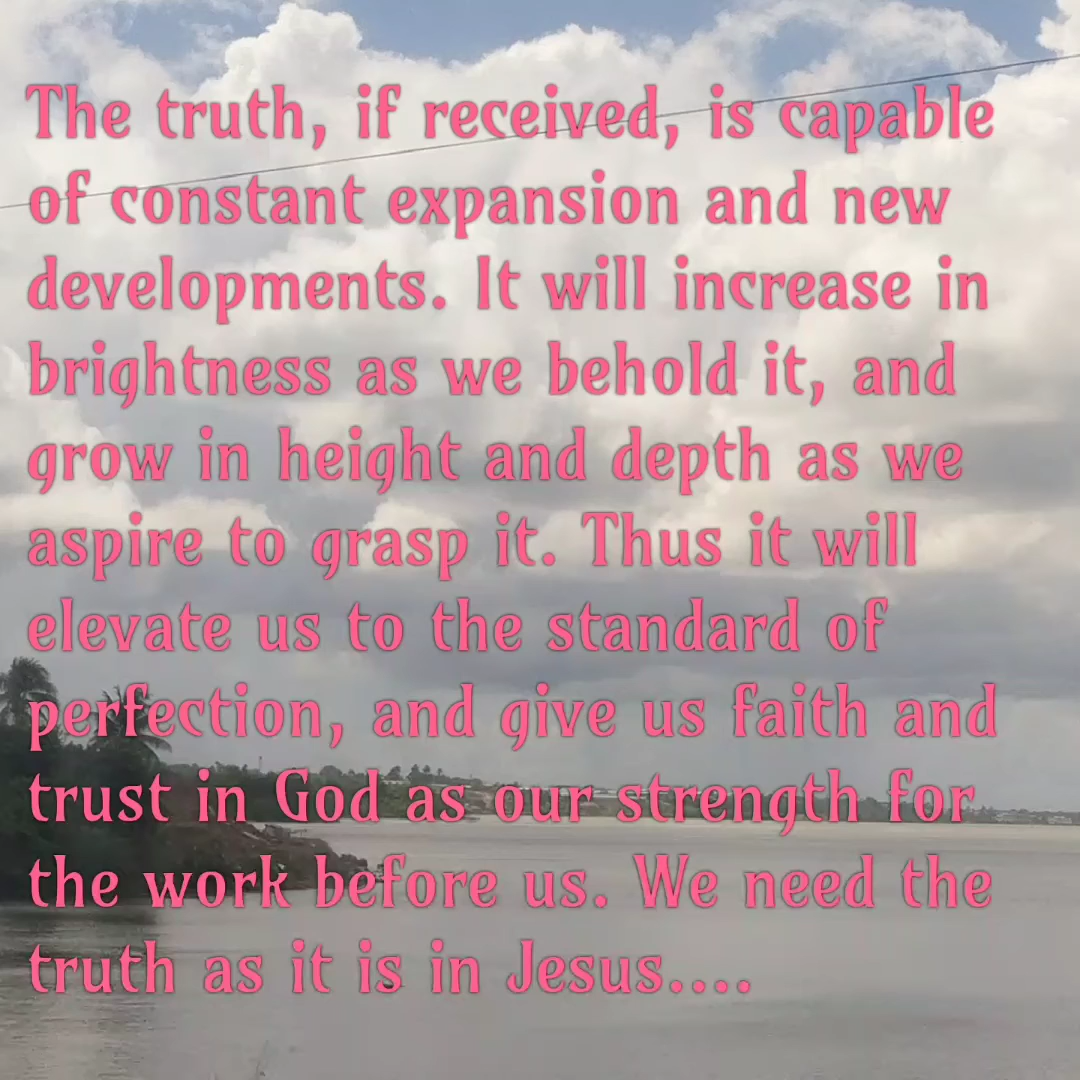 The truth, if received, is capable
of constant expansion and new
developments. It will increase in
brightness as we behold it, and
grow in height and depth as we
aspire to grasp it. Thus it will
elevate us to the standard of
perfection, and give us faith and
trust in God as our strength for
the work before us. We need the
truth as it is in Jesus....